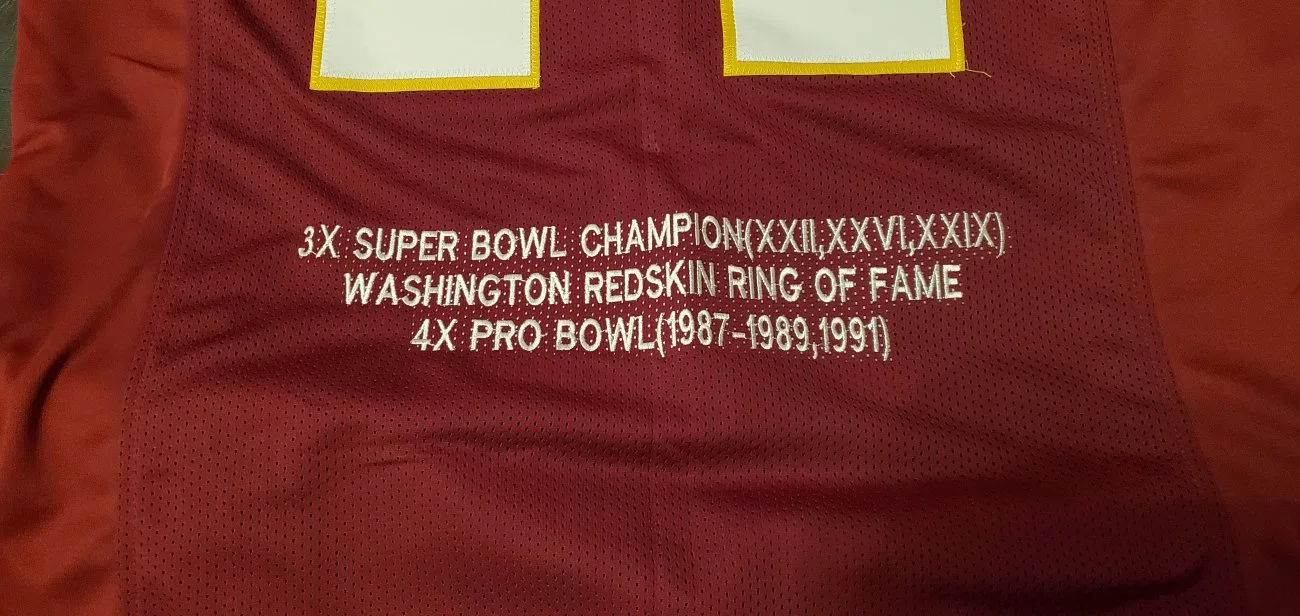 3X SUPER BOWL CHAMPION(XXII,XXVI,XXIX)
WASHINGTON REDSKIN RING OF FAME
4X PRO BOWL(1987-1989,1991)